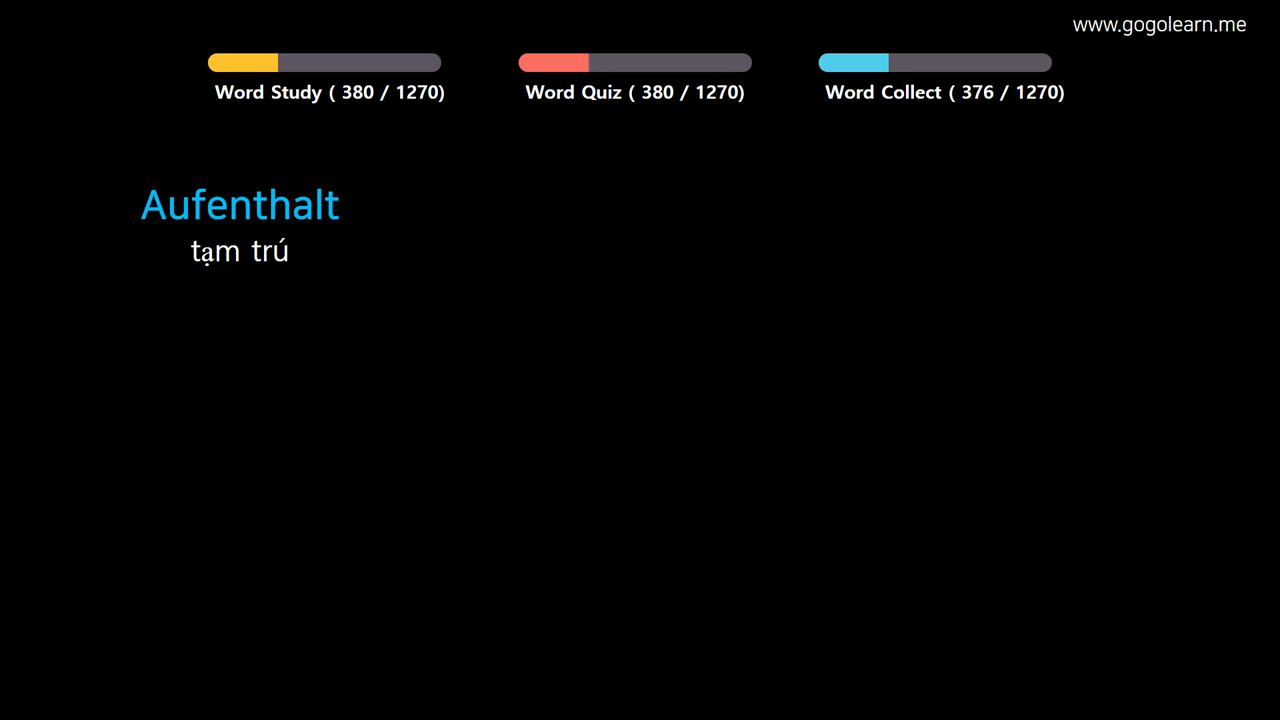 www.gogolearn.me
Word Study ( 380 / 1270)
Word Quiz ( 380 / 1270)
Word Collect ( 376 / 1270)
Aufenthalt
tạm trú